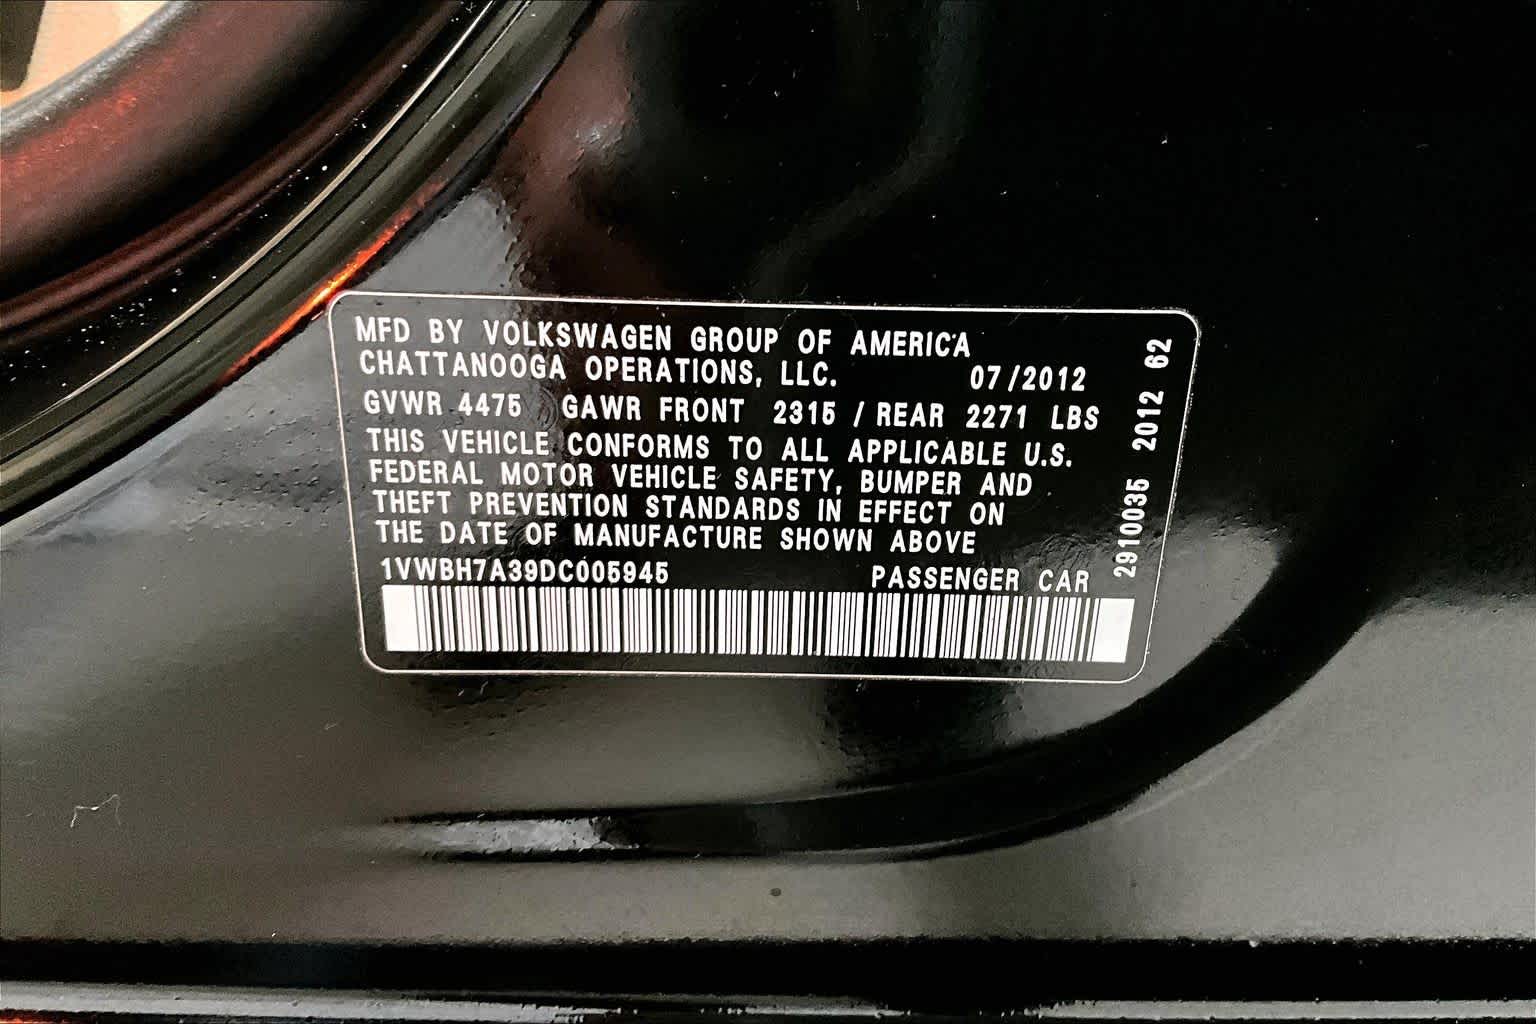 MFD BY VOLKSWAGEN GROUP OF AMERICA
CHATTANOOGA OPERATIONS, LLC. 07/2012
GVWR 4475 GAWR FRONT 2315 / REAR 2271 LBS
THIS VEHICLE CONFORMS TO ALL APPLICABLE U.S.
FEDERAL MOTOR VEHICLE SAFETY, BUMPER AND
THEFT PREVENTION STANDARDS IN EFFECT ON
THE DATE OF MANUFACTURE SHOWN ABOVE
1VWBH7A39DC005945 PASSENGER CAR
2910035 2012 62